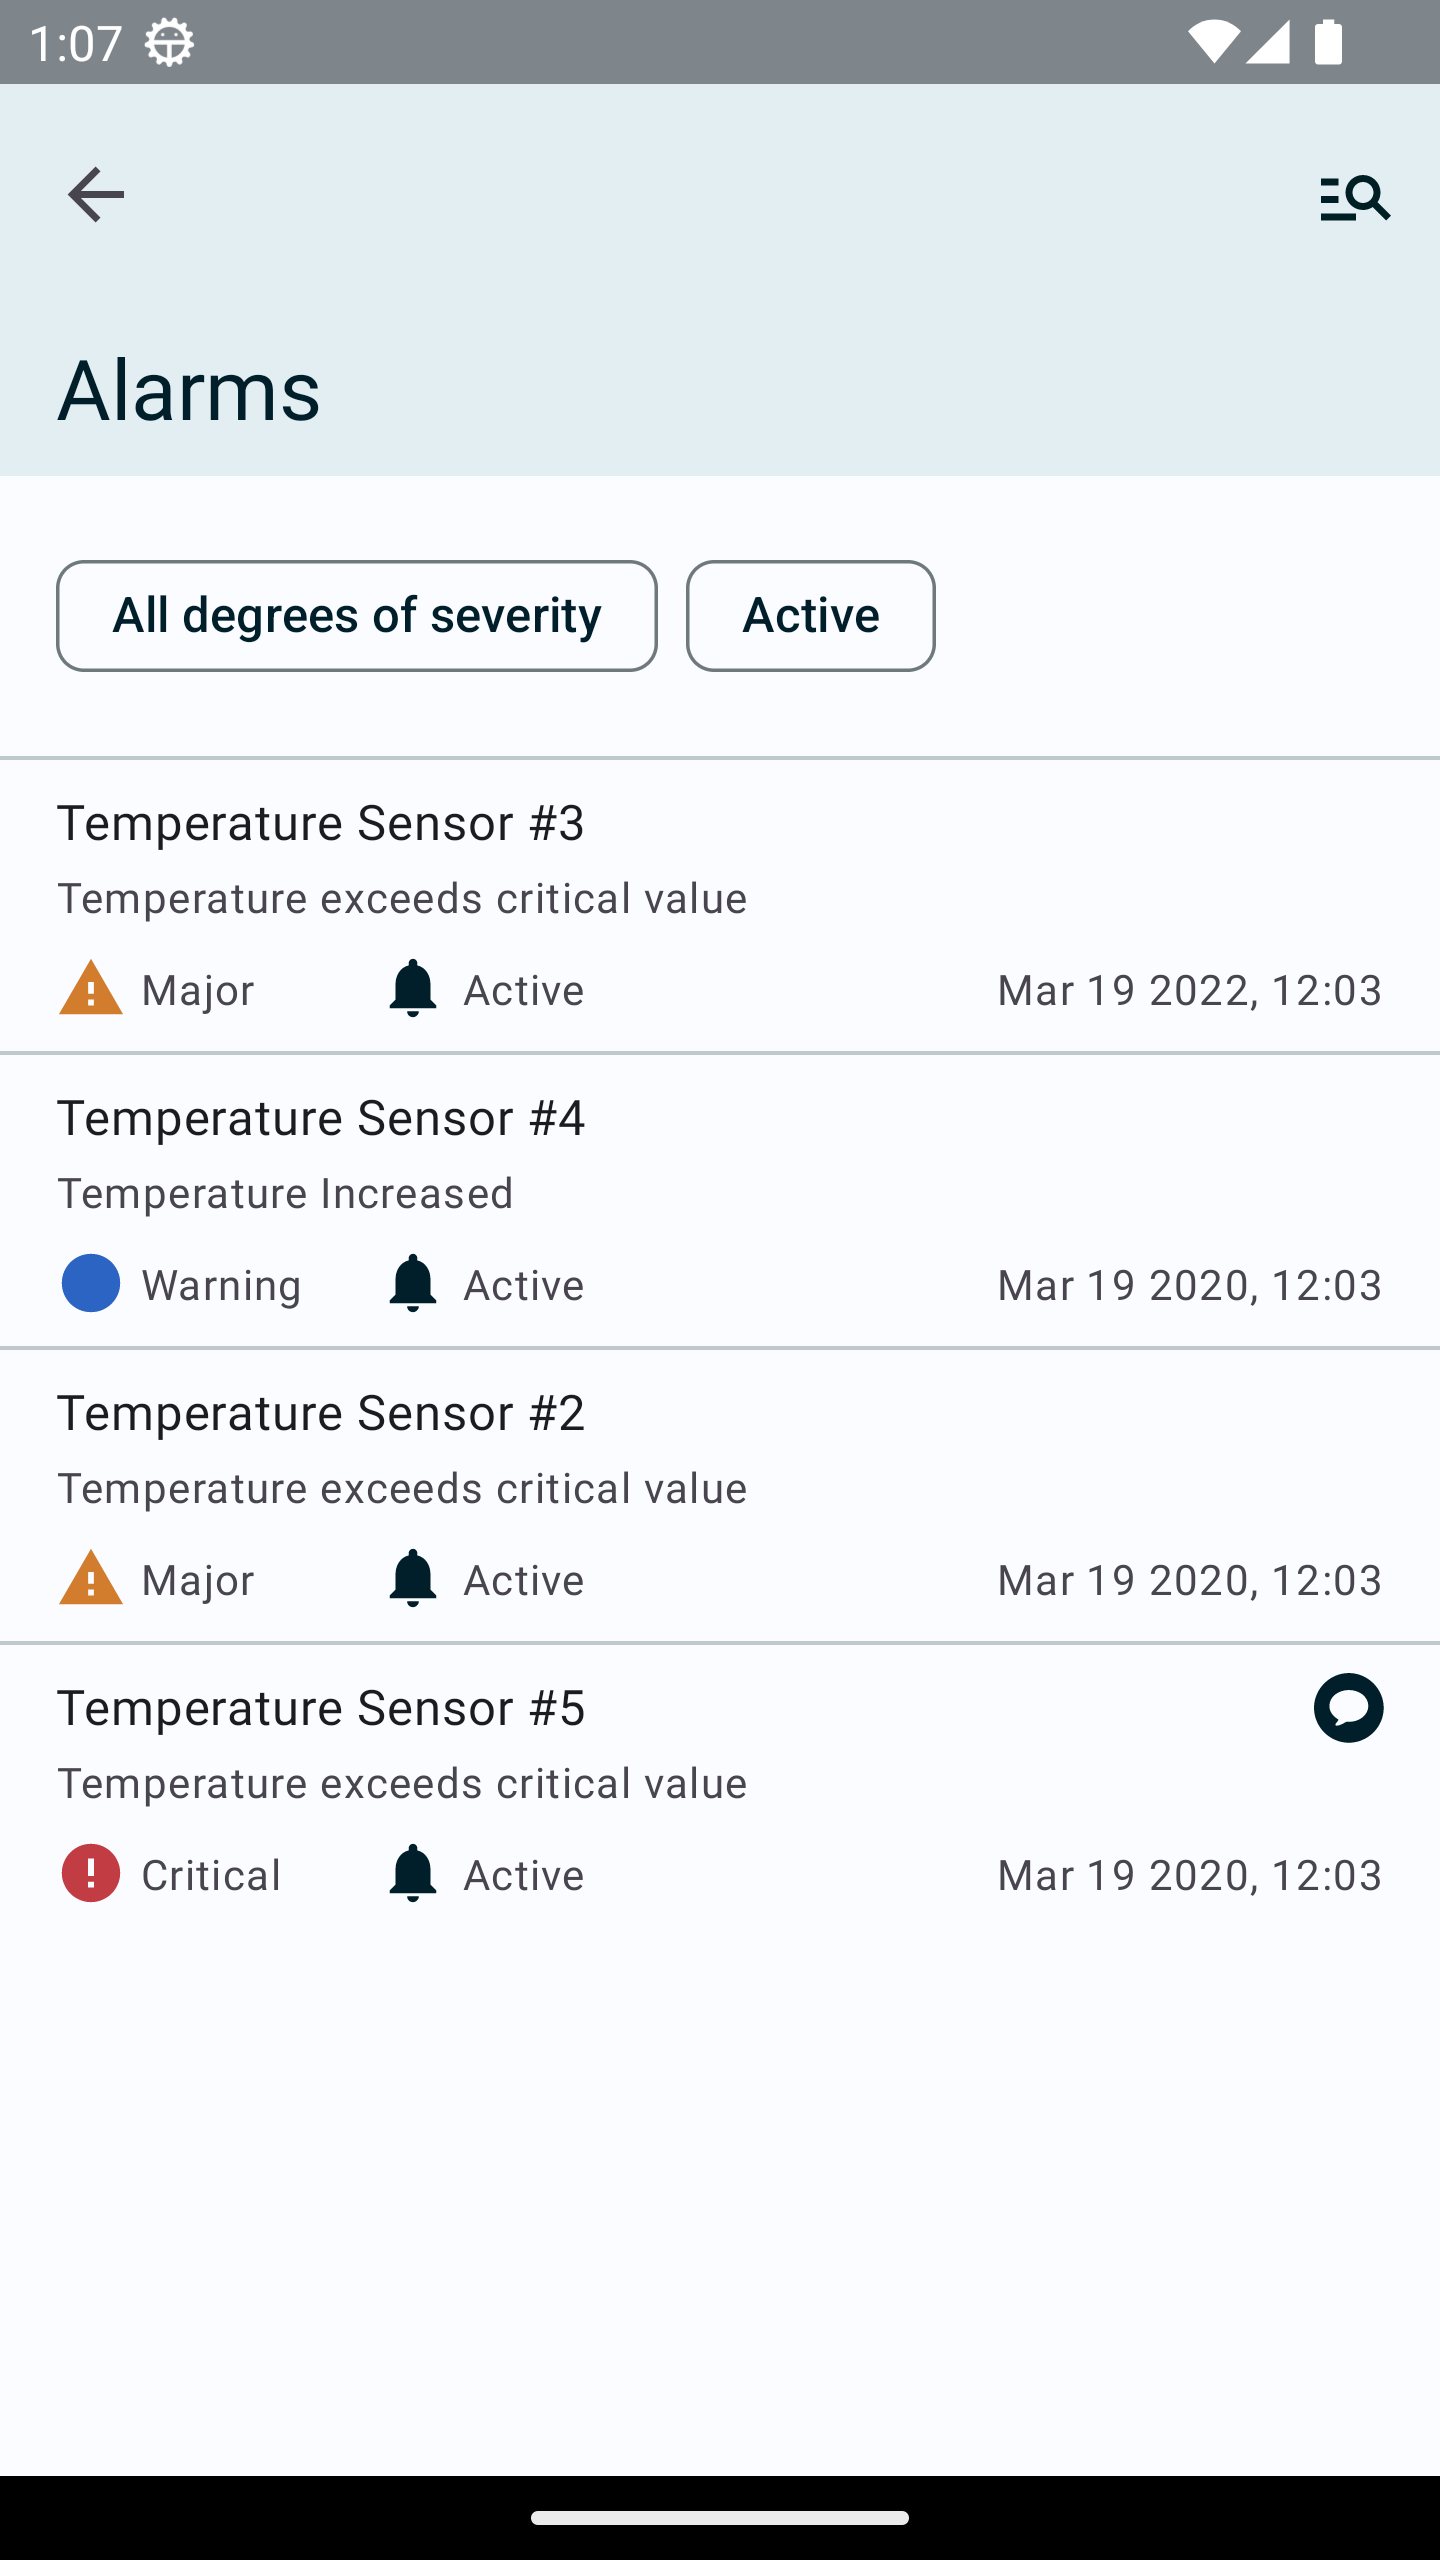 1:07
Alarms
All degrees of severity Active
Temperature Sensor #3
Temperature exceeds critical value
Major Active Mar 19 2022, 12:03
Temperature Sensor #4
Temperature Increased
Warning Active Mar 19 2020, 12:03
Temperature Sensor #2
Temperature exceeds critical value
Major Active Mar 19 2020, 12:03
Temperature Sensor #5
Temperature exceeds critical value
Critical Active Mar 19 2020, 12:03